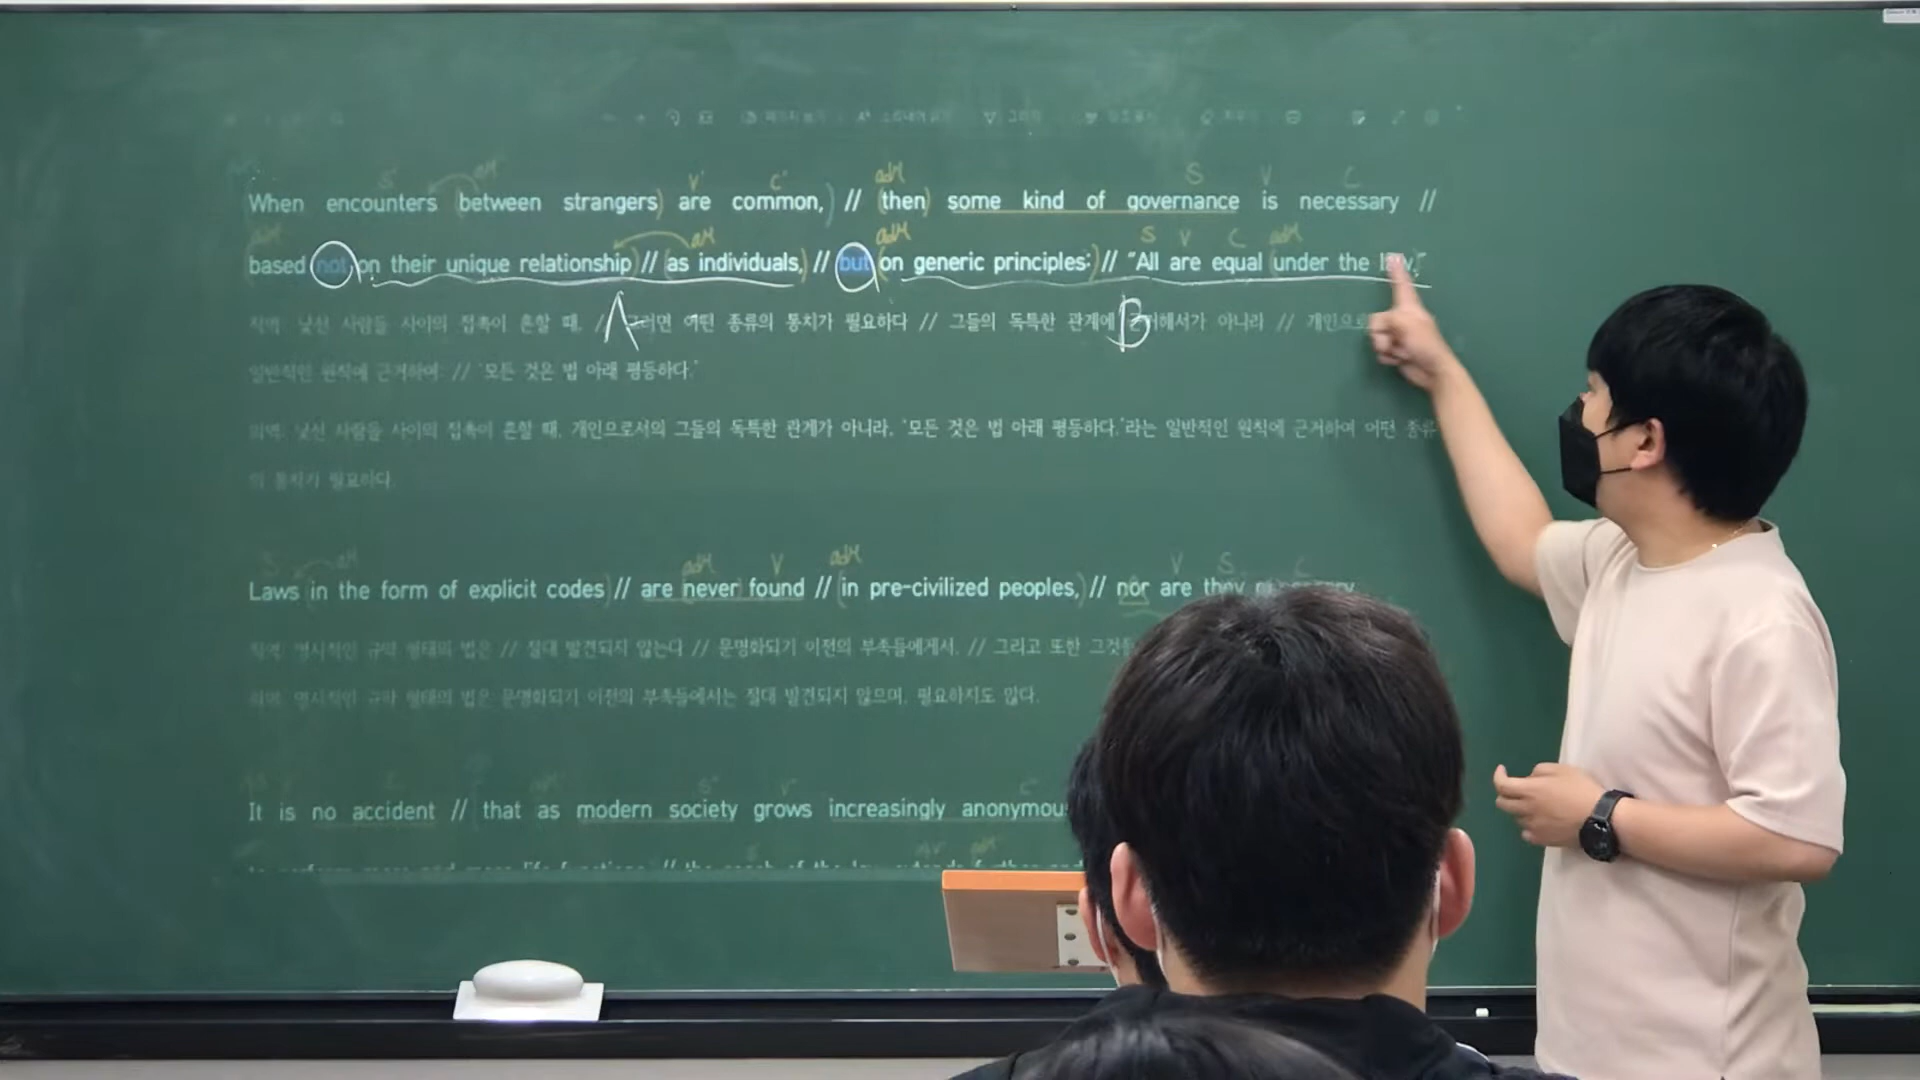 When encounters between strangers) are common,) // (then) some kind of governance is necessary //
based not on their unique relationship // (as individuals,) // but (on generic principles:) // "All are equal (under the law."
A B
직역: 낯선 사람들 사이의 접촉이 흔할 때, // 그러면 어떤 종류의 통치가 필요하다 // 그들의 독특한 관계에 근거해서가 아니라 // 개인으로
일반적인 원칙에 근거하여: // "모든 것은 법 아래 평등하다."
의역: 낯선 사람들 사이의 접촉이 흔할 때, 개인으로서의 그들의 독특한 관계가 아니라, "모든 것은 법 아래 평등하다."라는 일반적인 원칙에 근거하여 어떤 종류
의 통치가 필요하다.
Laws (in the form of explicit codes) // are never found // (in pre-civilized peoples,) // nor are they necessary
직역: 명시적인 규약 형태의 법은 // 절대 발견되지 않는다 // 문명화되기 이전의 부족들에게서, // 그리고 또한 그것들
의역: 명시적인 규약 형태의 법은 문명화되기 이전의 부족들에서는 절대 발견되지 않으며, 필요하지도 않다.
It is no accident // that as modern society grows increasingly anonymous